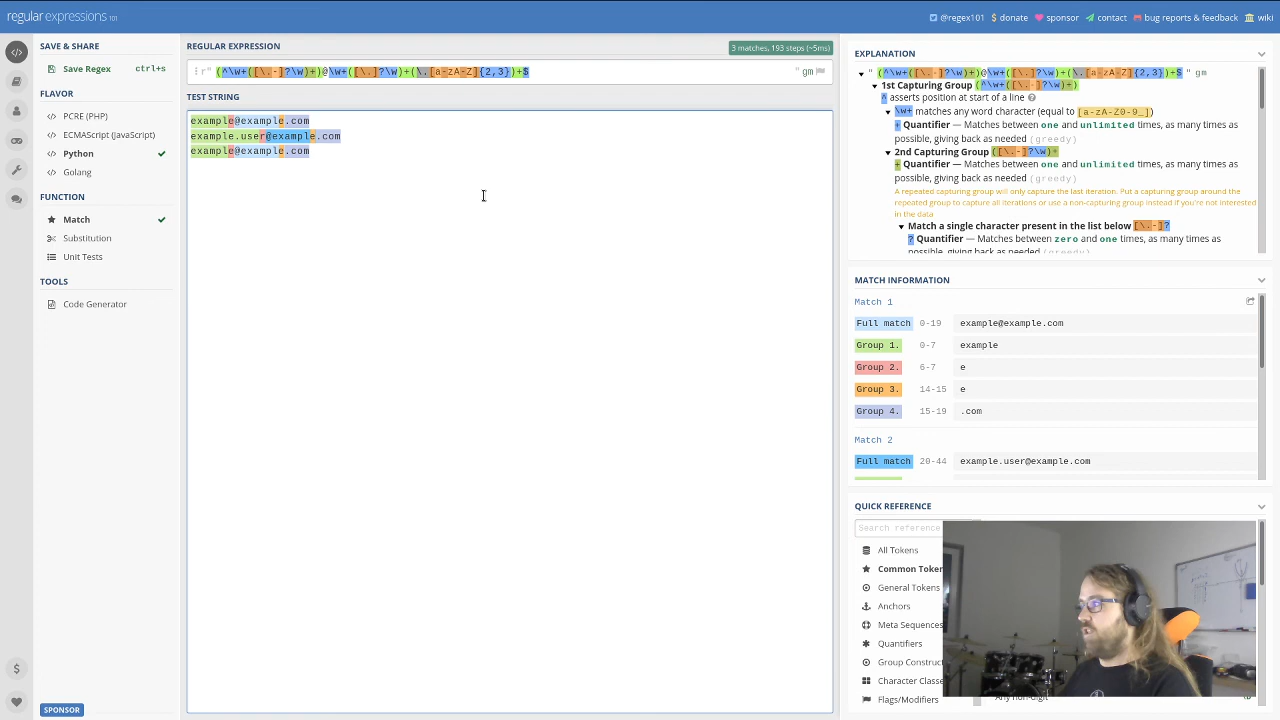 regular expressions 101
@regex101
donate
sponsor
contact
bug reports & feedback
wiki
SAVE & SHARE
Save Regex ctrl+s
FLAVOR
PCRE (PHP)
ECMAScript (JavaScript)
Python
Golang
FUNCTION
Match
Substitution
Unit Tests
TOOLS
Code Generator
SPONSOR
REGULAR EXPRESSION
3 matches, 193 steps (~5ms)
r" (^\w+([\.-]?\w)+)@\w+([\.]?\w)+(\.[a-zA-Z]{2,3})+$ " gm
TEST STRING
example@example.com
example.user@example.com
example@example.com
EXPLANATION
" (^\w+([\.-]?\w)+)@\w+([\.]?\w)+(\.[a-zA-Z]{2,3})+$ " gm
1st Capturing Group (^\w+([\.-]?\w)+)
^ asserts position at start of a line
\w+ matches any word character (equal to [a-zA-Z0-9_])
+ Quantifier — Matches between one and unlimited times, as many times as
possible, giving back as needed (greedy)
2nd Capturing Group ([\.-]?\w)+
+ Quantifier — Matches between one and unlimited times, as many times as
possible, giving back as needed (greedy)
A repeated capturing group will only capture the last iteration. Put a capturing group around the
repeated group to capture all iterations or use a non-capturing group instead if you're not interested
in the data
Match a single character present in the list below [\.-]?
? Quantifier — Matches between zero and one times, as many times as
possible, giving back as needed (greedy)
MATCH INFORMATION
Match 1
Full match 0-19 example@example.com
Group 1. 0-7 example
Group 2. 6-7 e
Group 3. 14-15 e
Group 4. 15-19 .com
Match 2
Full match 20-44 example.user@example.com
QUICK REFERENCE
Search reference
All Tokens
Common
General Tokens
Anchors
Meta Sequences
Quantifiers
Group
Character
Flags/Modifiers